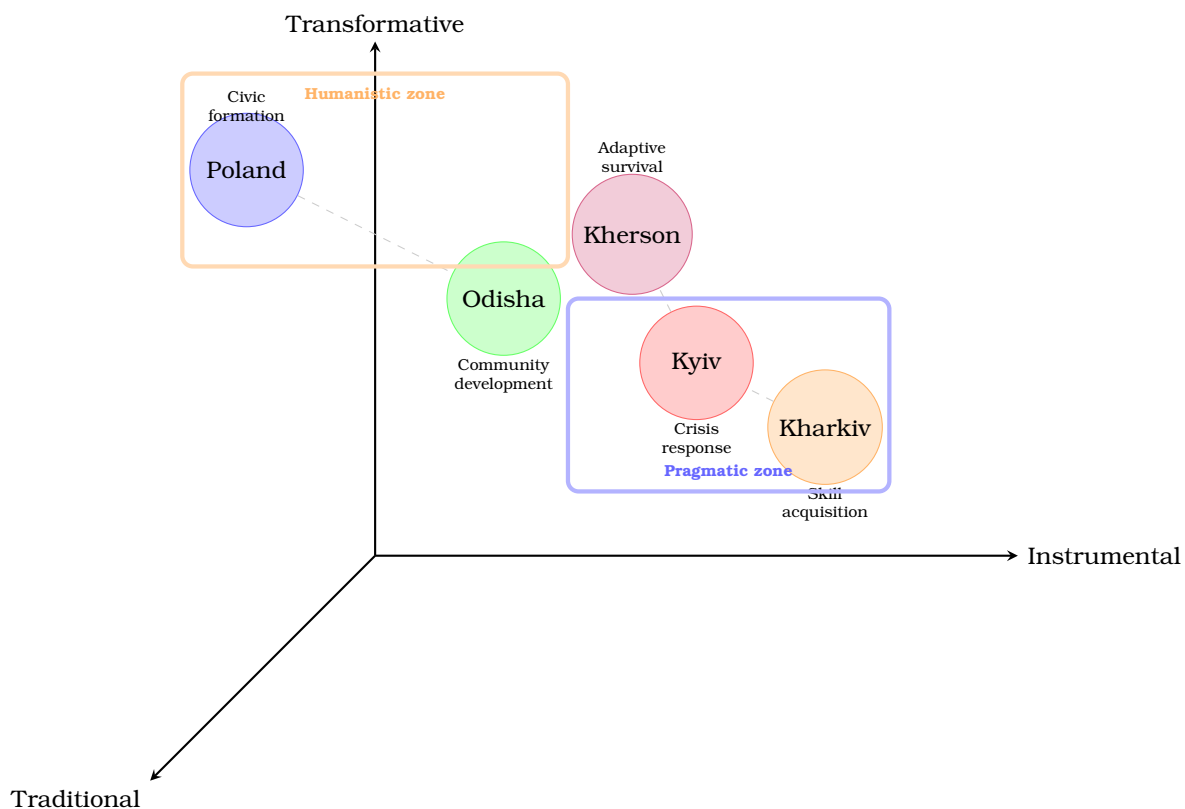 Transformative
Humanistic zone
Civic
formation
Poland
Adaptive
survival
Kherson
Odisha
Community
development
Kyiv
Crisis
response
Kharkiv
Pragmatic zone
Skill
acquisition
Instrumental
Traditional